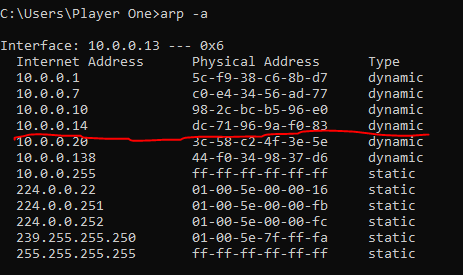 C:\Users\Player One>arp -a
Interface: 10.0.0.13 --- 0x6
Internet Address Physical Address Type
10.0.0.1 5c-f9-38-c6-8b-d7 dynamic
10.0.0.7 c0-e4-34-56-ad-77 dynamic
10.0.0.10 98-2c-bc-b5-96-e0 dynamic
10.0.0.14 dc-71-96-9a-f0-83 dynamic
10.0.0.20 3c-58-c2-4f-3e-5e dynamic
10.0.0.138 44-f0-34-98-37-d6 dynamic
10.0.0.255 ff-ff-ff-ff-ff-ff static
224.0.0.22 01-00-5e-00-00-16 static
224.0.0.251 01-00-5e-00-00-fb static
224.0.0.252 01-00-5e-00-00-fc static
239.255.255.250 01-00-5e-7f-ff-fa static
255.255.255.255 ff-ff-ff-ff-ff-ff static